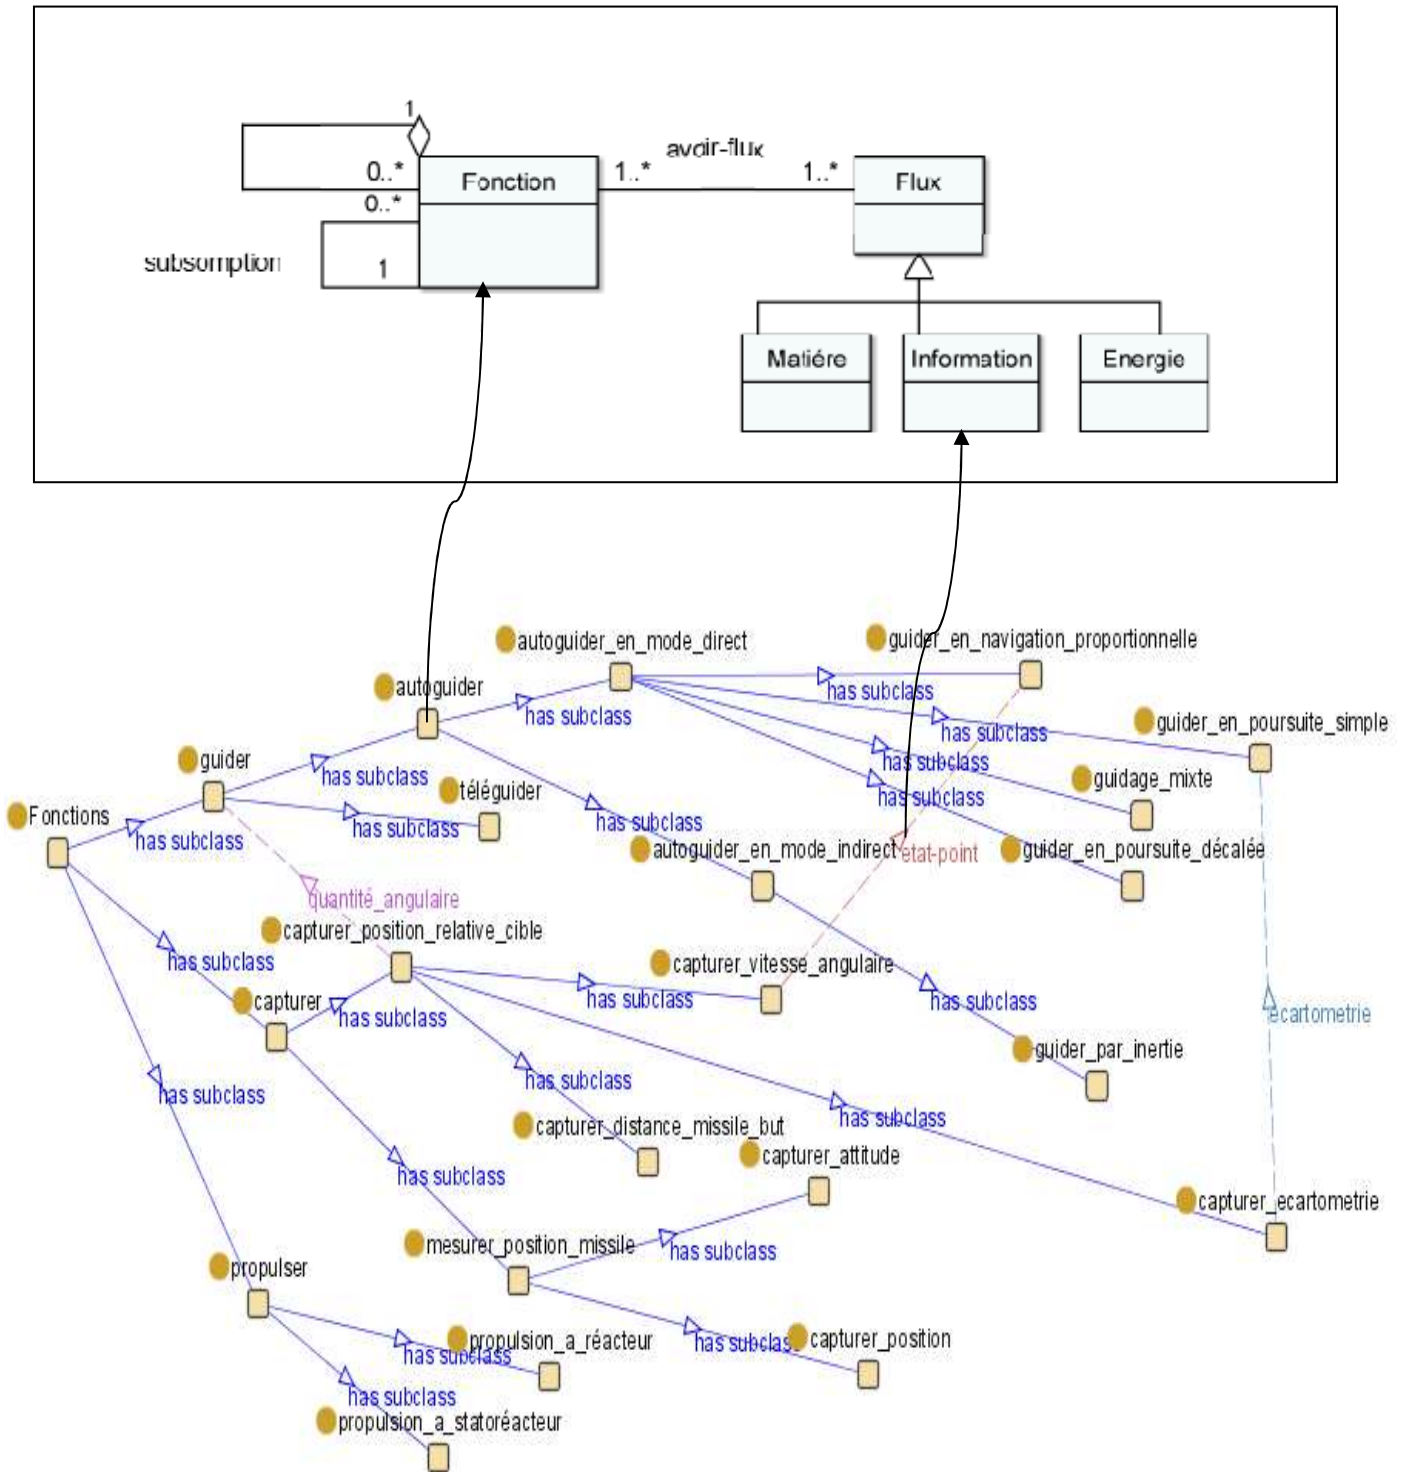 1
avoir-flux
0..*
Fonction
1..*
1..*
Flux
0..*
subsomption
1
Matiére
Information
Energie
autoguider_en_mode_direct
guider_en_navigation_proportionnelle
autoguider
has subclass
has subclass
guider_en_poursuite_simple
has subclass
guider
has subclass
has subclass
guidage_mixte
téléguider
has subclass
Fonctions
has subclass
has subclass
has subclass
autoguider_en_mode_indirect
etat-point
guider_en_poursuite_décalée
quantité_angulaire
capturer_position_relative_cible
has subclass
capturer_vitesse_angulaire
capturer
has subclass
has subclass
has subclass
ecartometrie
guider_par_inertie
has subclass
has subclass
has subclass
capturer_distance_missile_but
capturer_attitude
has subclass
capturer_ecartometrie
mesurer_position_missile
has subclass
propulser
propulsion_a_réacteur
has subclass
has subclass
capturer_position
has subclass
propulsion_a_statoréacteur